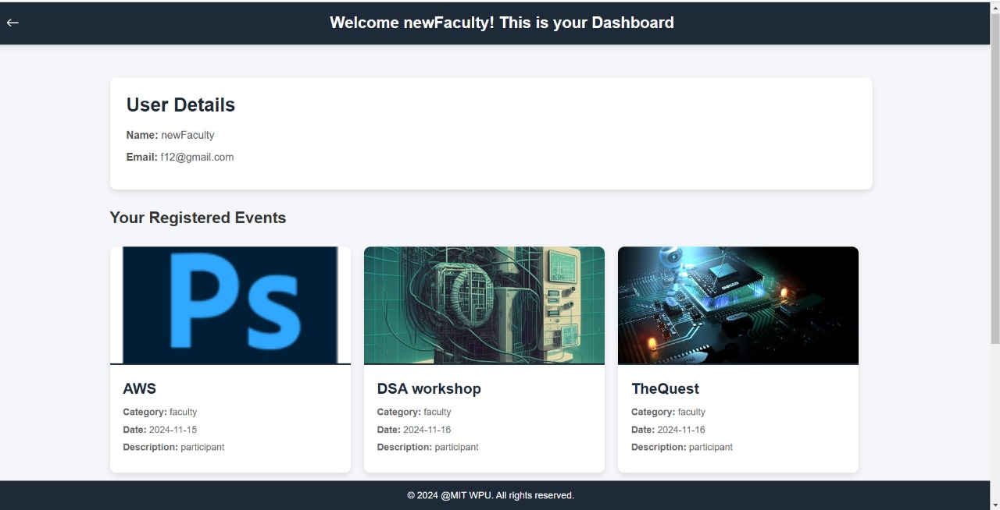 Welcome newFaculty! This is your Dashboard
User Details
Name: newFaculty
Email: f12@gmail.com
Your Registered Events
Ps
AWS
Category: faculty
Date: 2024-11-15
Description: participant
DSA workshop
Category: faculty
Date: 2024-11-16
Description: participant
TheQuest
Category: faculty
Date: 2024-11-16
Description: participant
© 2024 @MIT WPU. All rights reserved.